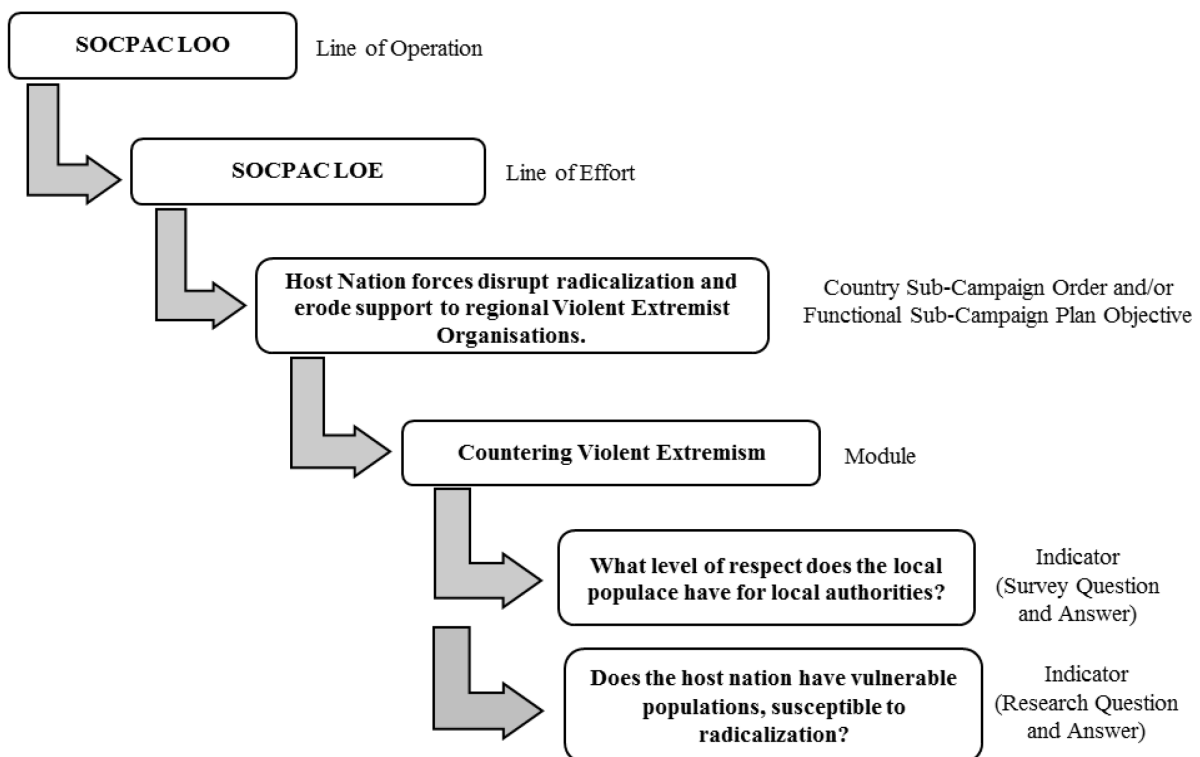 SOCPAC LOO
Line of Operation
SOCPAC LOE
Line of Effort
Host Nation forces disrupt radicalization and
erode support to regional Violent Extremist
Organisations.
Country Sub-Campaign Order and/or
Functional Sub-Campaign Plan Objective
Countering Violent Extremism
Module
What level of respect does the local
populace have for local authorities?
Indicator
(Survey Question
and Answer)
Does the host nation have vulnerable
populations, susceptible to
radicalization?
Indicator
(Research Question
and Answer)